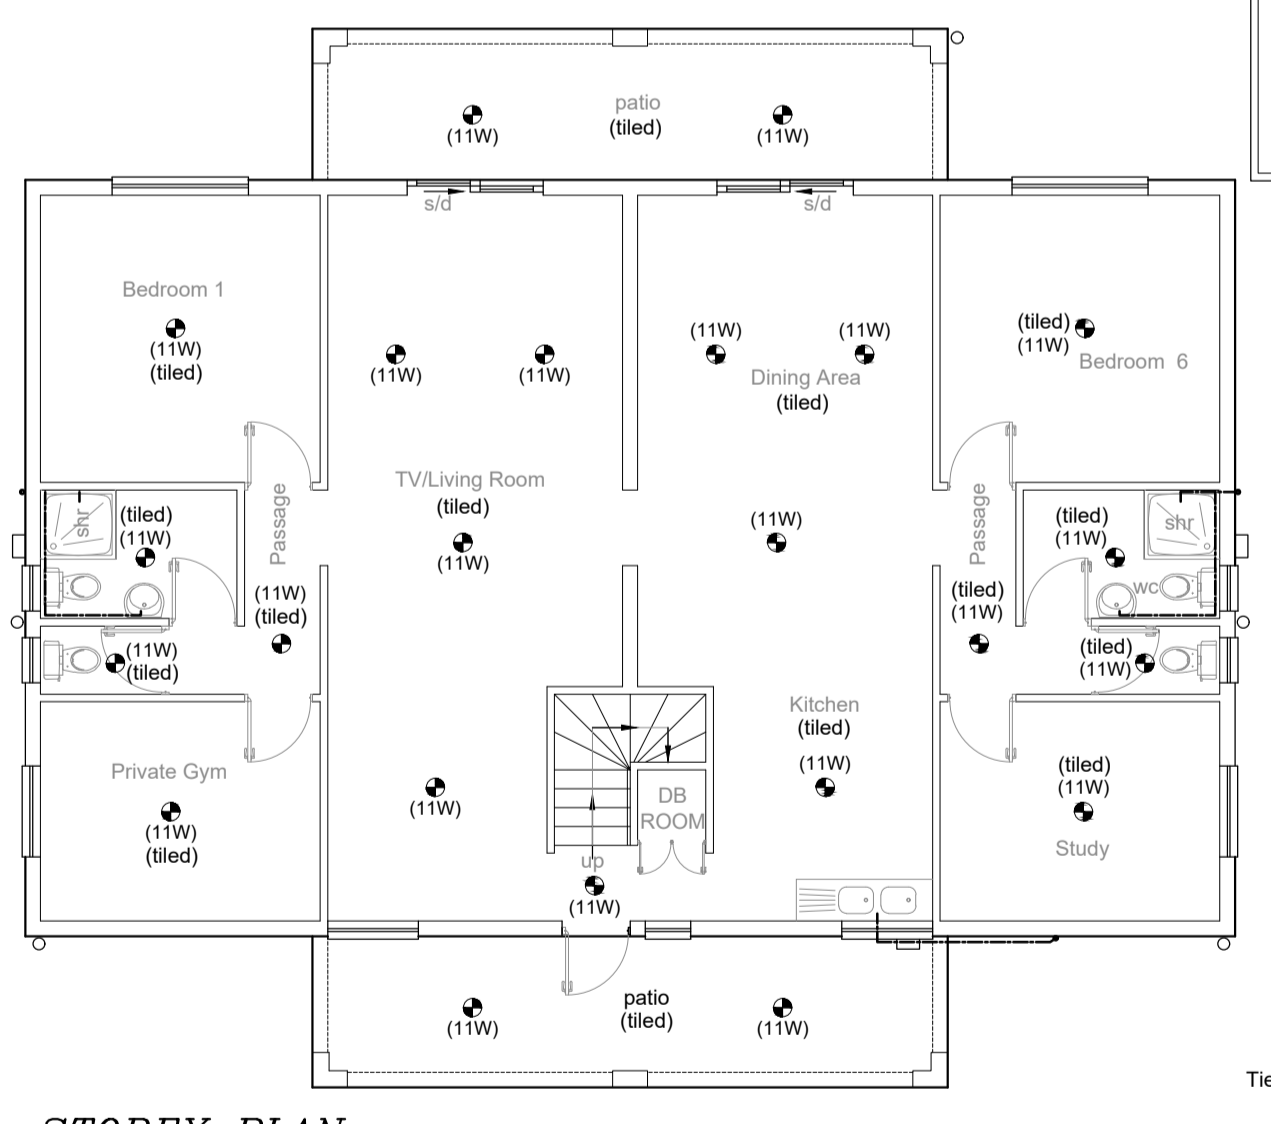 patio
(tiled)
(11W)
(11W)
s/d
s/d
Bedroom 1
(11W)
(tiled)
(11W)
(11W)
(11W)
(11W)
Dining Area
(tiled)
(tiled)
(11W)
Bedroom 6
TV/Living Room
(tiled)
(11W)
(11W)
shr
(tiled)
(11W)
Passage
(11W)
(tiled)
(11W)
(tiled)
Passage
(tiled)
(11W)
(tiled)
(11W)
shr
wc
(tiled)
(11W)
Private Gym
(11W)
(tiled)
(11W)
up
(11W)
DB
ROOM
Kitchen
(tiled)
(11W)
(tiled)
(11W)
Study
patio
(tiled)
(11W)
(11W)
Tie
STOREY PLAN